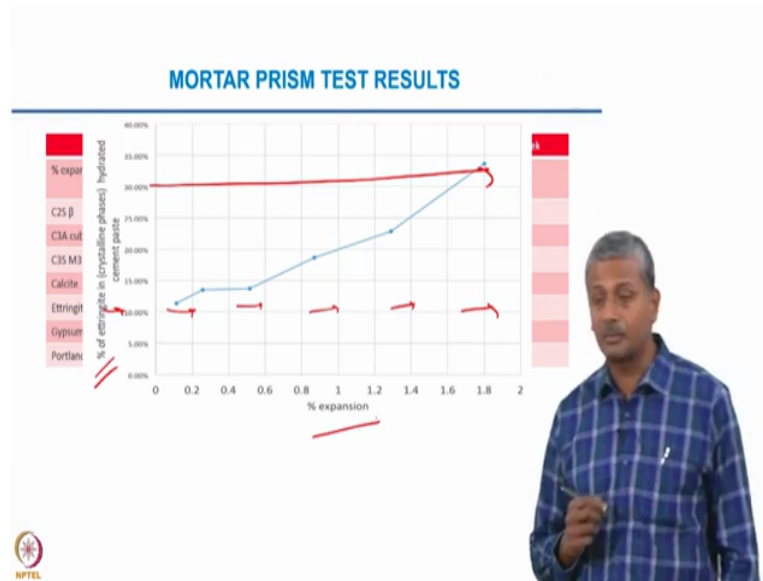 MORTAR PRISM TEST RESULTS
% expan
C2S β
C3A cub
C3S M3
Calcite
Ettringit
Gypsum
Portland
ek
% of ettringite in (crystalline phases) hydrated
cement paste
40.00%
35.00%
30.00%
25.00%
20.00%
15.00%
10.00%
5.00%
0.00%
0 0.2 0.4 0.6 0.8 1 1.2 1.4 1.6 1.8 2
% expansion
NPTEL